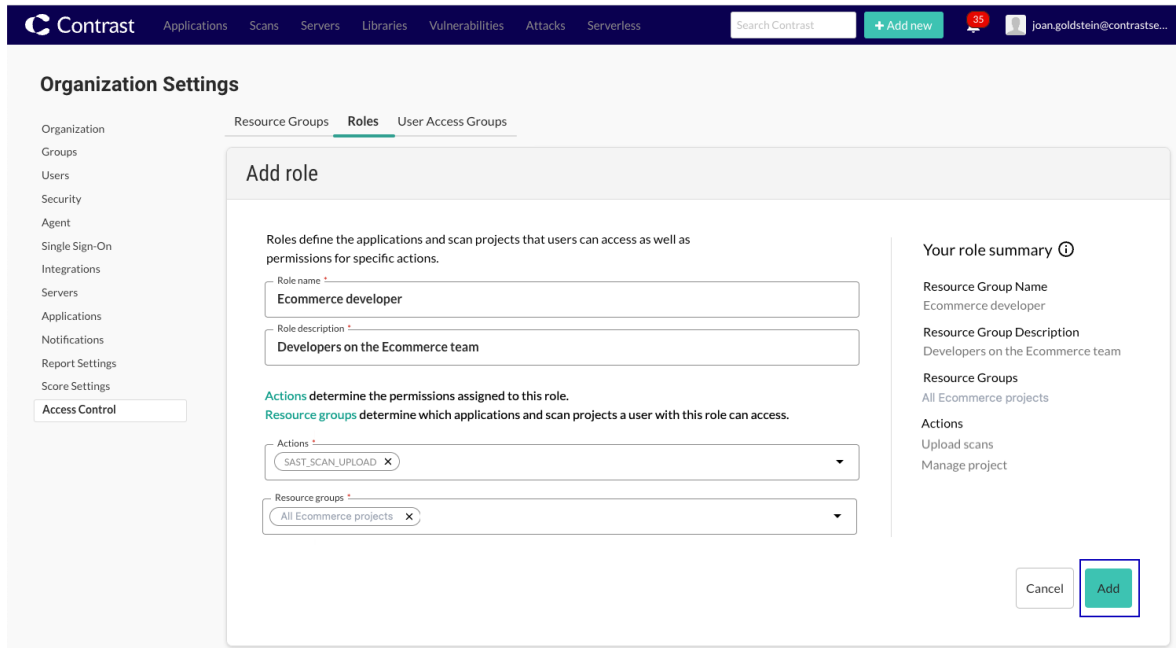 Contrast
Applications Scans Servers Libraries Vulnerabilities Attacks Serverless
Search Contrast
+ Add new
35
joan.goldstein@contrastse...
Organization Settings
Organization
Groups
Users
Security
Agent
Single Sign-On
Integrations
Servers
Applications
Notifications
Report Settings
Score Settings
Access Control
Resource Groups Roles User Access Groups
Add role
Roles define the applications and scan projects that users can access as well as
permissions for specific actions.
Role name *
Ecommerce developer
Role description *
Developers on the Ecommerce team
Actions determine the permissions assigned to this role.
Resource groups determine which applications and scan projects a user with this role can access.
Actions *
SAST_SCAN_UPLOAD
Resource groups *
All Ecommerce projects
Your role summary
Resource Group Name
Ecommerce developer
Resource Group Description
Developers on the Ecommerce team
Resource Groups
All Ecommerce projects
Actions
Upload scans
Manage project
Cancel
Add